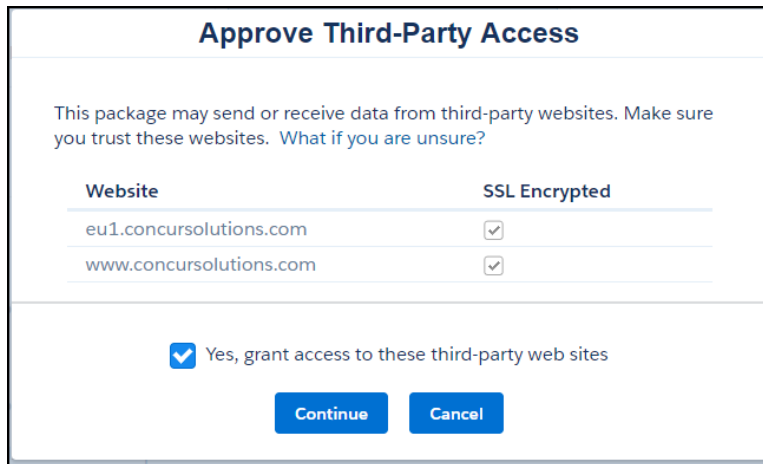 Approve Third-Party Access
This package may send or receive data from third-party websites. Make sure
you trust these websites. What if you are unsure?
Website SSL Encrypted
eu1.concursolutions.com
www.concursolutions.com
Yes, grant access to these third-party web sites
Continue Cancel